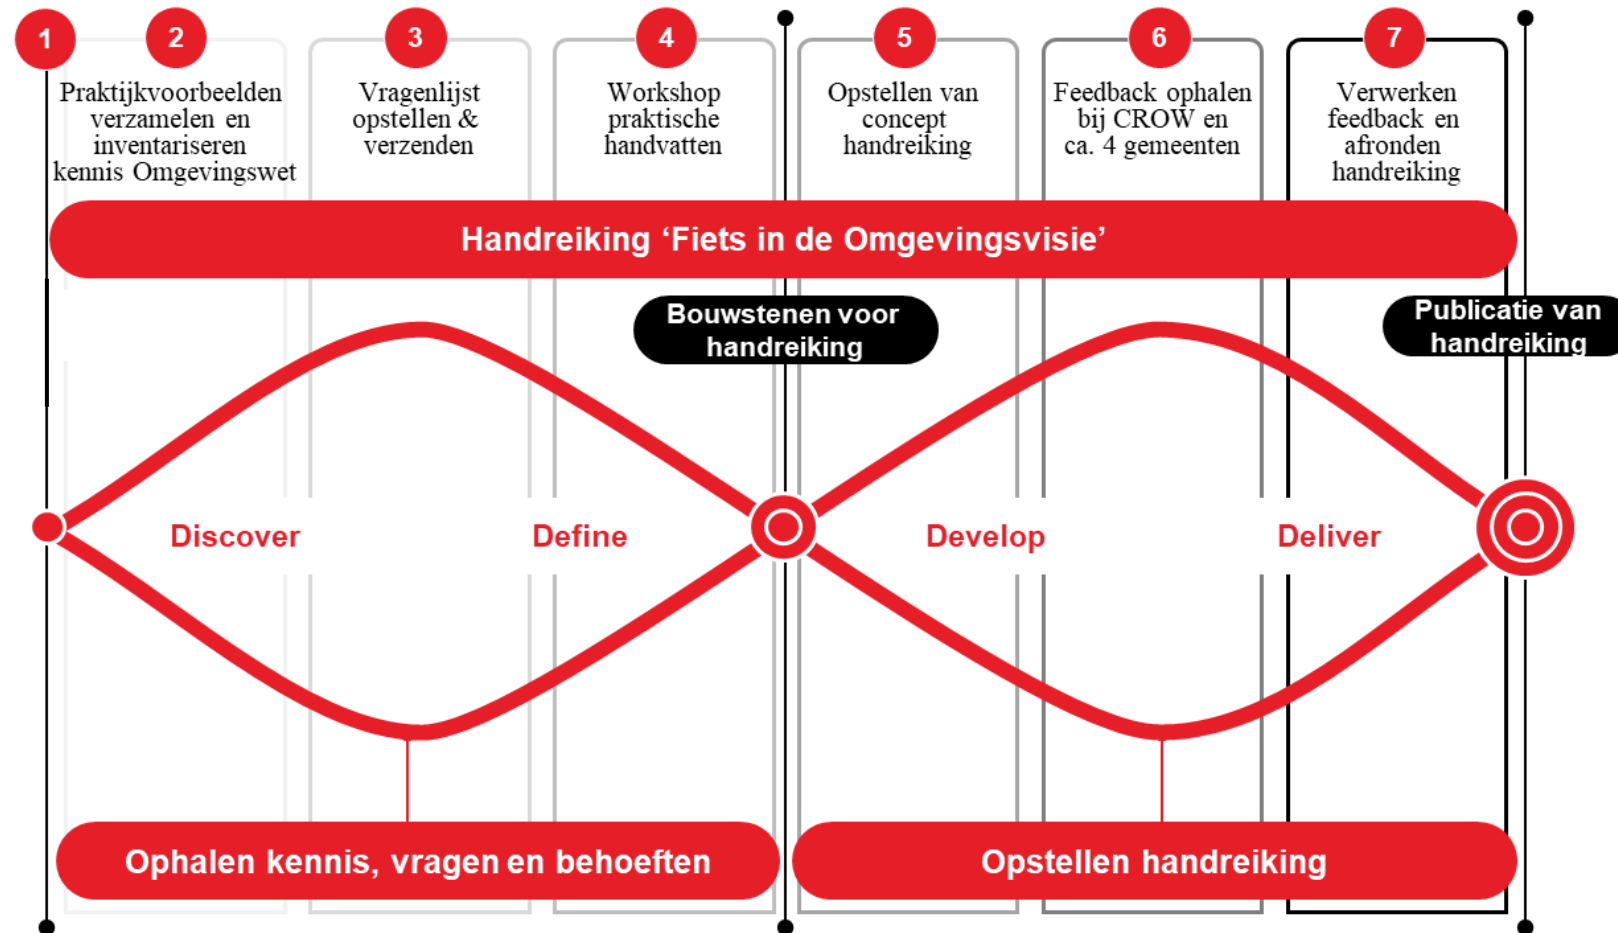 1
2
3
4
5
6
7
Praktijkvoorbeelden
verzamelen en
inventariseren
kennis Omgevingswet
Vragenlijst
opstellen &
verzenden
Workshop
praktische
handvatten
Opstellen van
concept
handreiking
Feedback ophalen
bij CROW en
ca. 4 gemeenten
Verwerken
feedback en
afronden
handreiking
Handreiking ‘Fiets in de Omgevingsvisie’
Bouwstenen voor
handreiking
Publicatie van
handreiking
Discover
Define
Develop
Deliver
Ophalen kennis, vragen en behoeften
Opstellen handreiking